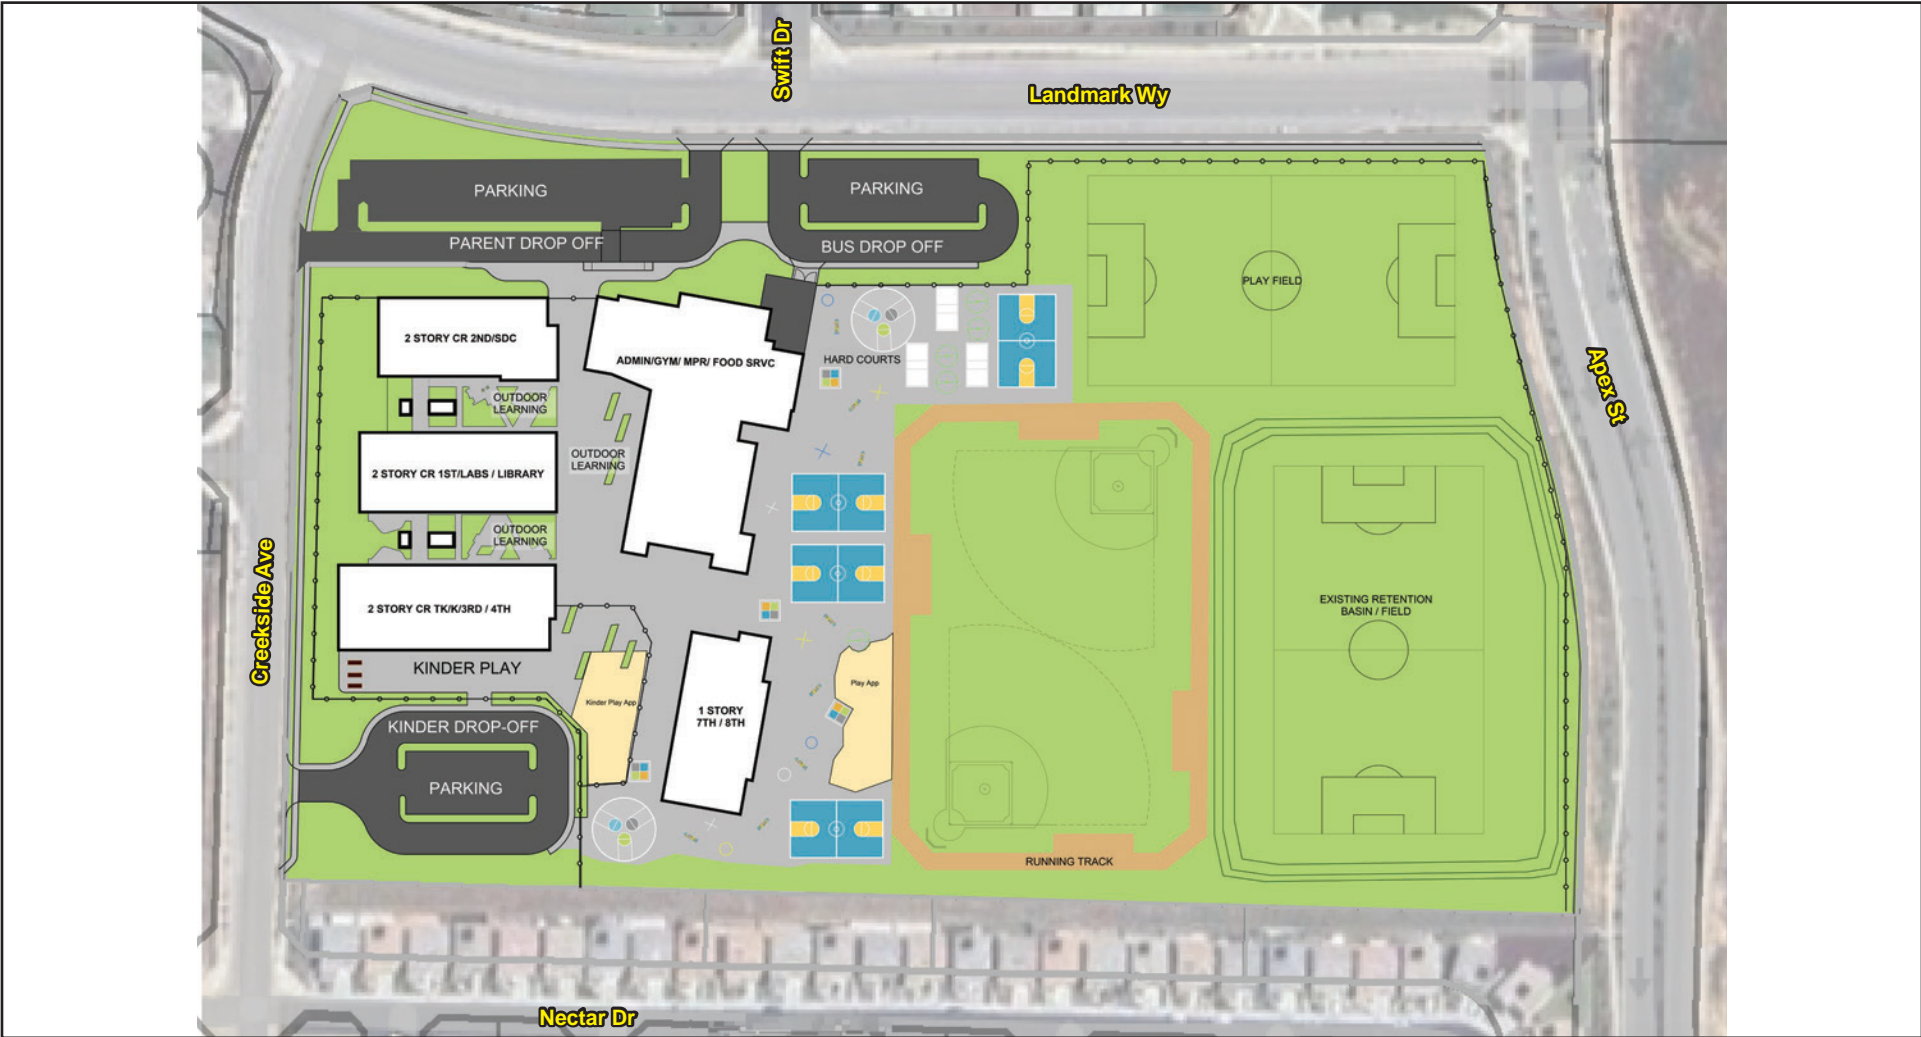 Swift Dr
Landmark Wy
PARKING
PARKING
PARENT DROP OFF
BUS DROP OFF
PLAY FIELD
2 STORY CR 2ND/SDC
ADMIN/GYM/ MPR/ FOOD SRVC
HARD COURTS
Apex St
OUTDOOR
LEARNING
OUTDOOR
LEARNING
2 STORY CR 1ST/LABS / LIBRARY
OUTDOOR
LEARNING
Creekside Ave
2 STORY CR TK/K/3RD / 4TH
EXISTING RETENTION
BASIN / FIELD
KINDER PLAY
Play App
Kinder Play App
1 STORY
7TH / 8TH
KINDER DROP-OFF
PARKING
RUNNING TRACK
Nectar Dr